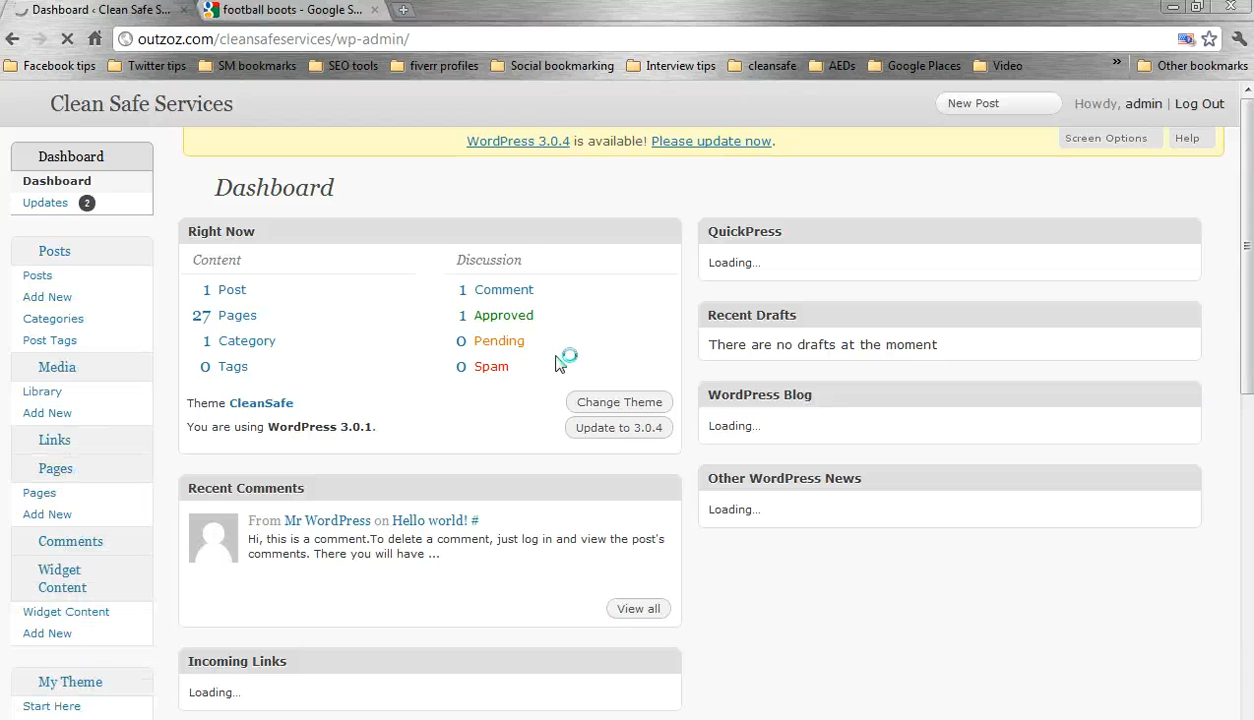 Dashboard ‹ Clean Safe S...
football boots - Google S...
outzoz.com/cleansafeservices/wp-admin/
Facebook tips
Twitter tips
SM bookmarks
SEO tools
fiverr profiles
Social bookmarking
Interview tips
cleansafe
AEDs
Google Places
Video
»
Other bookmarks
Clean Safe Services
New Post
Howdy, admin | Log Out
WordPress 3.0.4 is available! Please update now.
Screen Options
Help
Dashboard
Dashboard
Updates 2
Posts
Posts
Add New
Categories
Post Tags
Media
Library
Add New
Links
Pages
Pages
Add New
Comments
Widget
Content
Widget Content
Add New
My Theme
Start Here
Dashboard
Right Now
Content
Discussion
1 Post
1 Comment
27 Pages
1 Approved
1 Category
0 Pending
0 Tags
0 Spam
Theme CleanSafe
Change Theme
You are using WordPress 3.0.1.
Update to 3.0.4
Recent Comments
From Mr WordPress on Hello world! #
Hi, this is a comment.To delete a comment, just log in and view the post's
comments. There you will have ...
View all
Incoming Links
Loading...
QuickPress
Loading...
Recent Drafts
There are no drafts at the moment
WordPress Blog
Loading...
Other WordPress News
Loading...